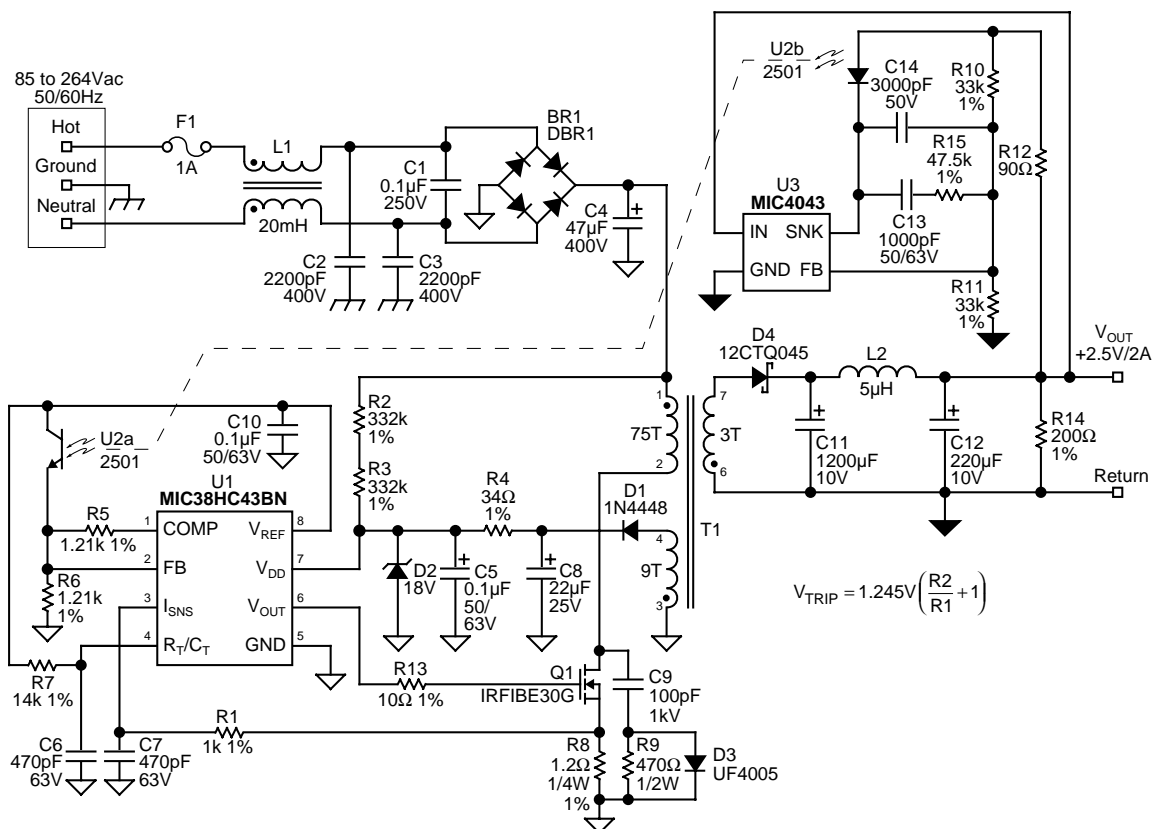 85 to 264Vac
50/60Hz
Hot
Ground
Neutral
F1
1A
L1
20mH
C2
2200pF
400V
C3
2200pF
400V
C1
0.1µF
250V
BR1
DBR1
C4
47µF
400V
U2b
2501
C14
3000pF
50V
R10
33k
1%
R15
47.5k
1%
R12
90Ω
C13
1000pF
50/63V
U3
MIC4043
IN SNK
GND FB
R11
33k
1%
VOUT
+2.5V/2A
D4
12CTQ045
L2
5µH
C11
1200µF
10V
C12
220µF
10V
R14
200Ω
1%
Return
1
75T
2
7
3T
6
T1
4
9T
3
C10
0.1µF
50/63V
U2a
2501
R2
332k
1%
R3
332k
1%
R4
34Ω
1%
D1
1N4448
U1
MIC38HC43BN
1 COMP VREF 8
2 FB VDD 7
3 ISNS VOUT 6
4 RT/CT GND 5
R5
1.21k 1%
R6
1.21k
1%
D2
18V
C5
0.1µF
50/
63V
C8
22µF
25V
VTRIP = 1.245V(R2/R1 + 1)
R7
14k 1%
R13
10Ω 1%
Q1
IRFIBE30G
C9
100pF
1kV
R1
1k 1%
C6
470pF
63V
C7
470pF
63V
R8
1.2Ω
1/4W
1%
R9
470Ω
1/2W
D3
UF4005